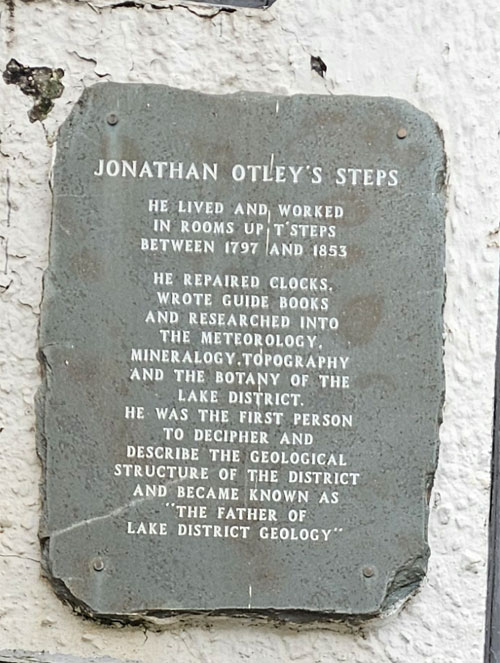 JONATHAN OTLEY'S STEPS
HE LIVED AND WORKED
IN ROOMS UP T'STEPS
BETWEEN 1797 AND 1853
HE REPAIRED CLOCKS,
WROTE GUIDE BOOKS
AND RESEARCHED INTO
THE METEOROLOGY,
MINERALOGY,TOPOGRAPHY
AND THE BOTANY OF THE
LAKE DISTRICT.
HE WAS THE FIRST PERSON
TO DECIPHER AND
DESCRIBE THE GEOLOGICAL
STRUCTURE OF THE DISTRICT
AND BECAME KNOWN AS
"THE FATHER OF
LAKE DISTRICT GEOLOGY"